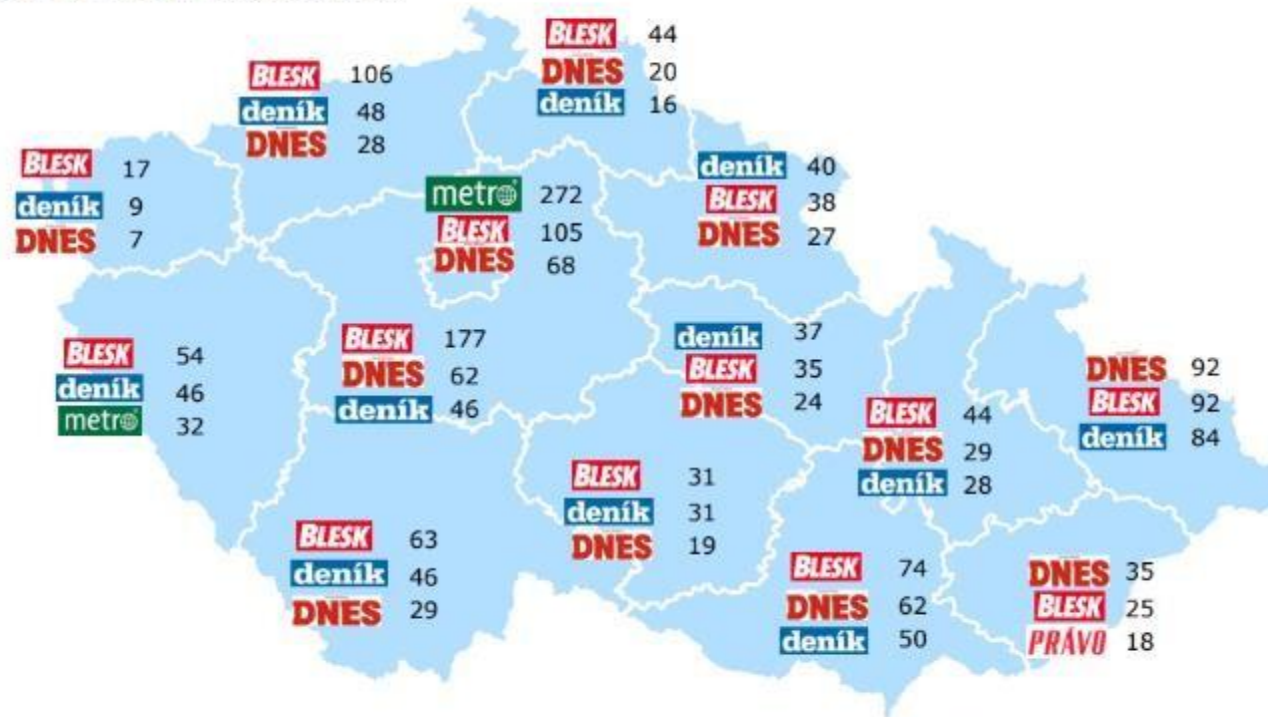 BLESK 44
DNES 20
deník 16
BLESK 106
deník 48
DNES 28
BLESK 17
deník 9
DNES 7
metro 272
BLESK 105
DNES 68
deník 40
BLESK 38
DNES 27
BLESK 54
deník 46
metro 32
BLESK 177
DNES 62
deník 46
deník 37
BLESK 35
DNES 24
BLESK 44
DNES 29
deník 28
DNES 92
BLESK 92
deník 84
BLESK 63
deník 46
DNES 29
BLESK 31
deník 31
DNES 19
BLESK 74
DNES 62
deník 50
DNES 35
BLESK 25
PRÁVO 18